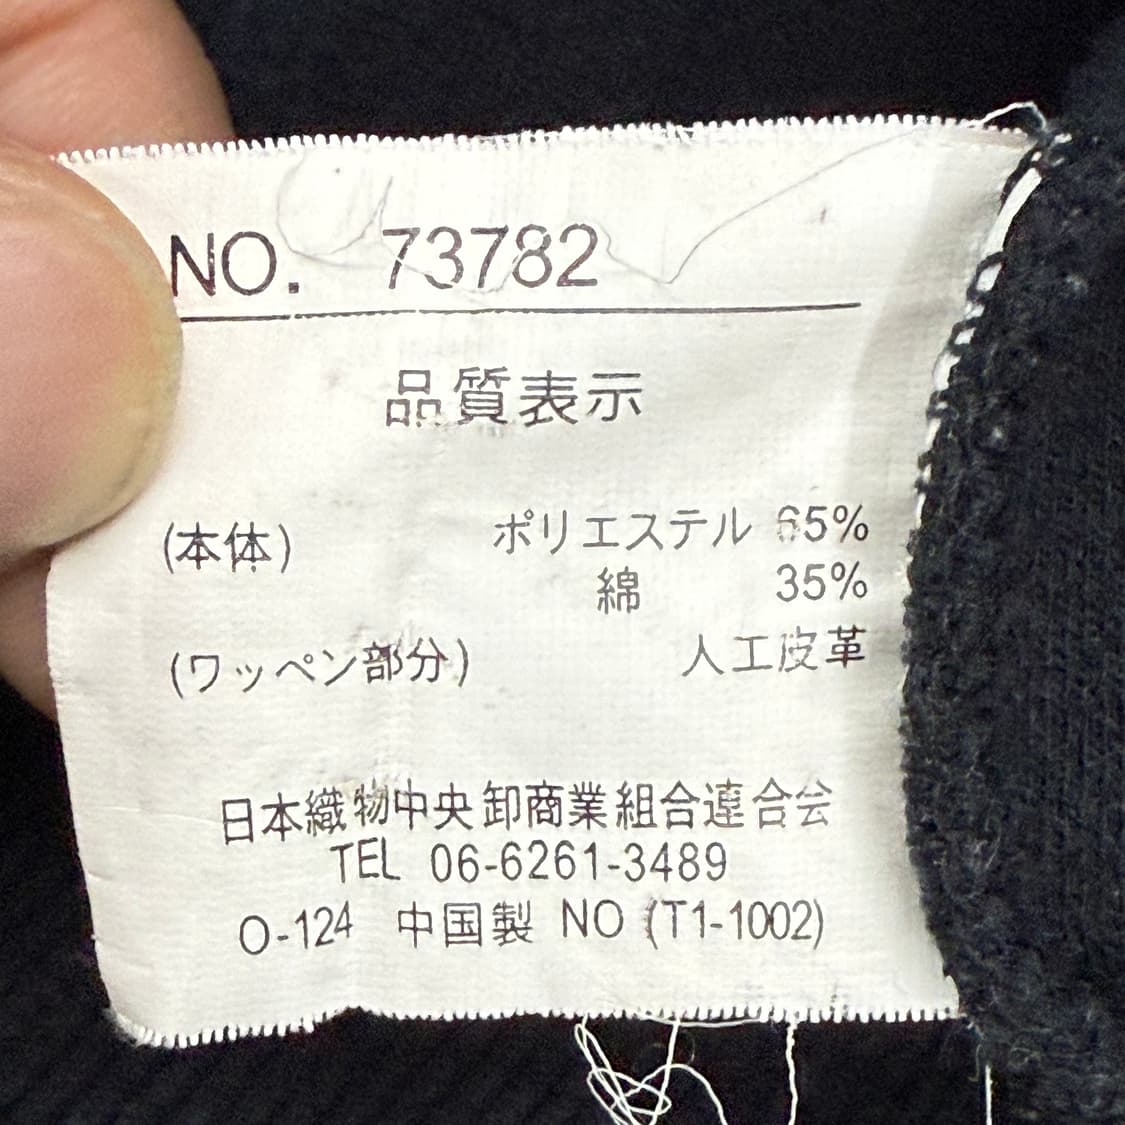 NO. 73782
品質表示
(本体) ポリエステル 65%
綿 35%
(ワッペン部分) 人工皮革
日本織物中央卸商業組合連合会
TEL 06-6261-3489
O-124 中国製 NO (T1-1002)